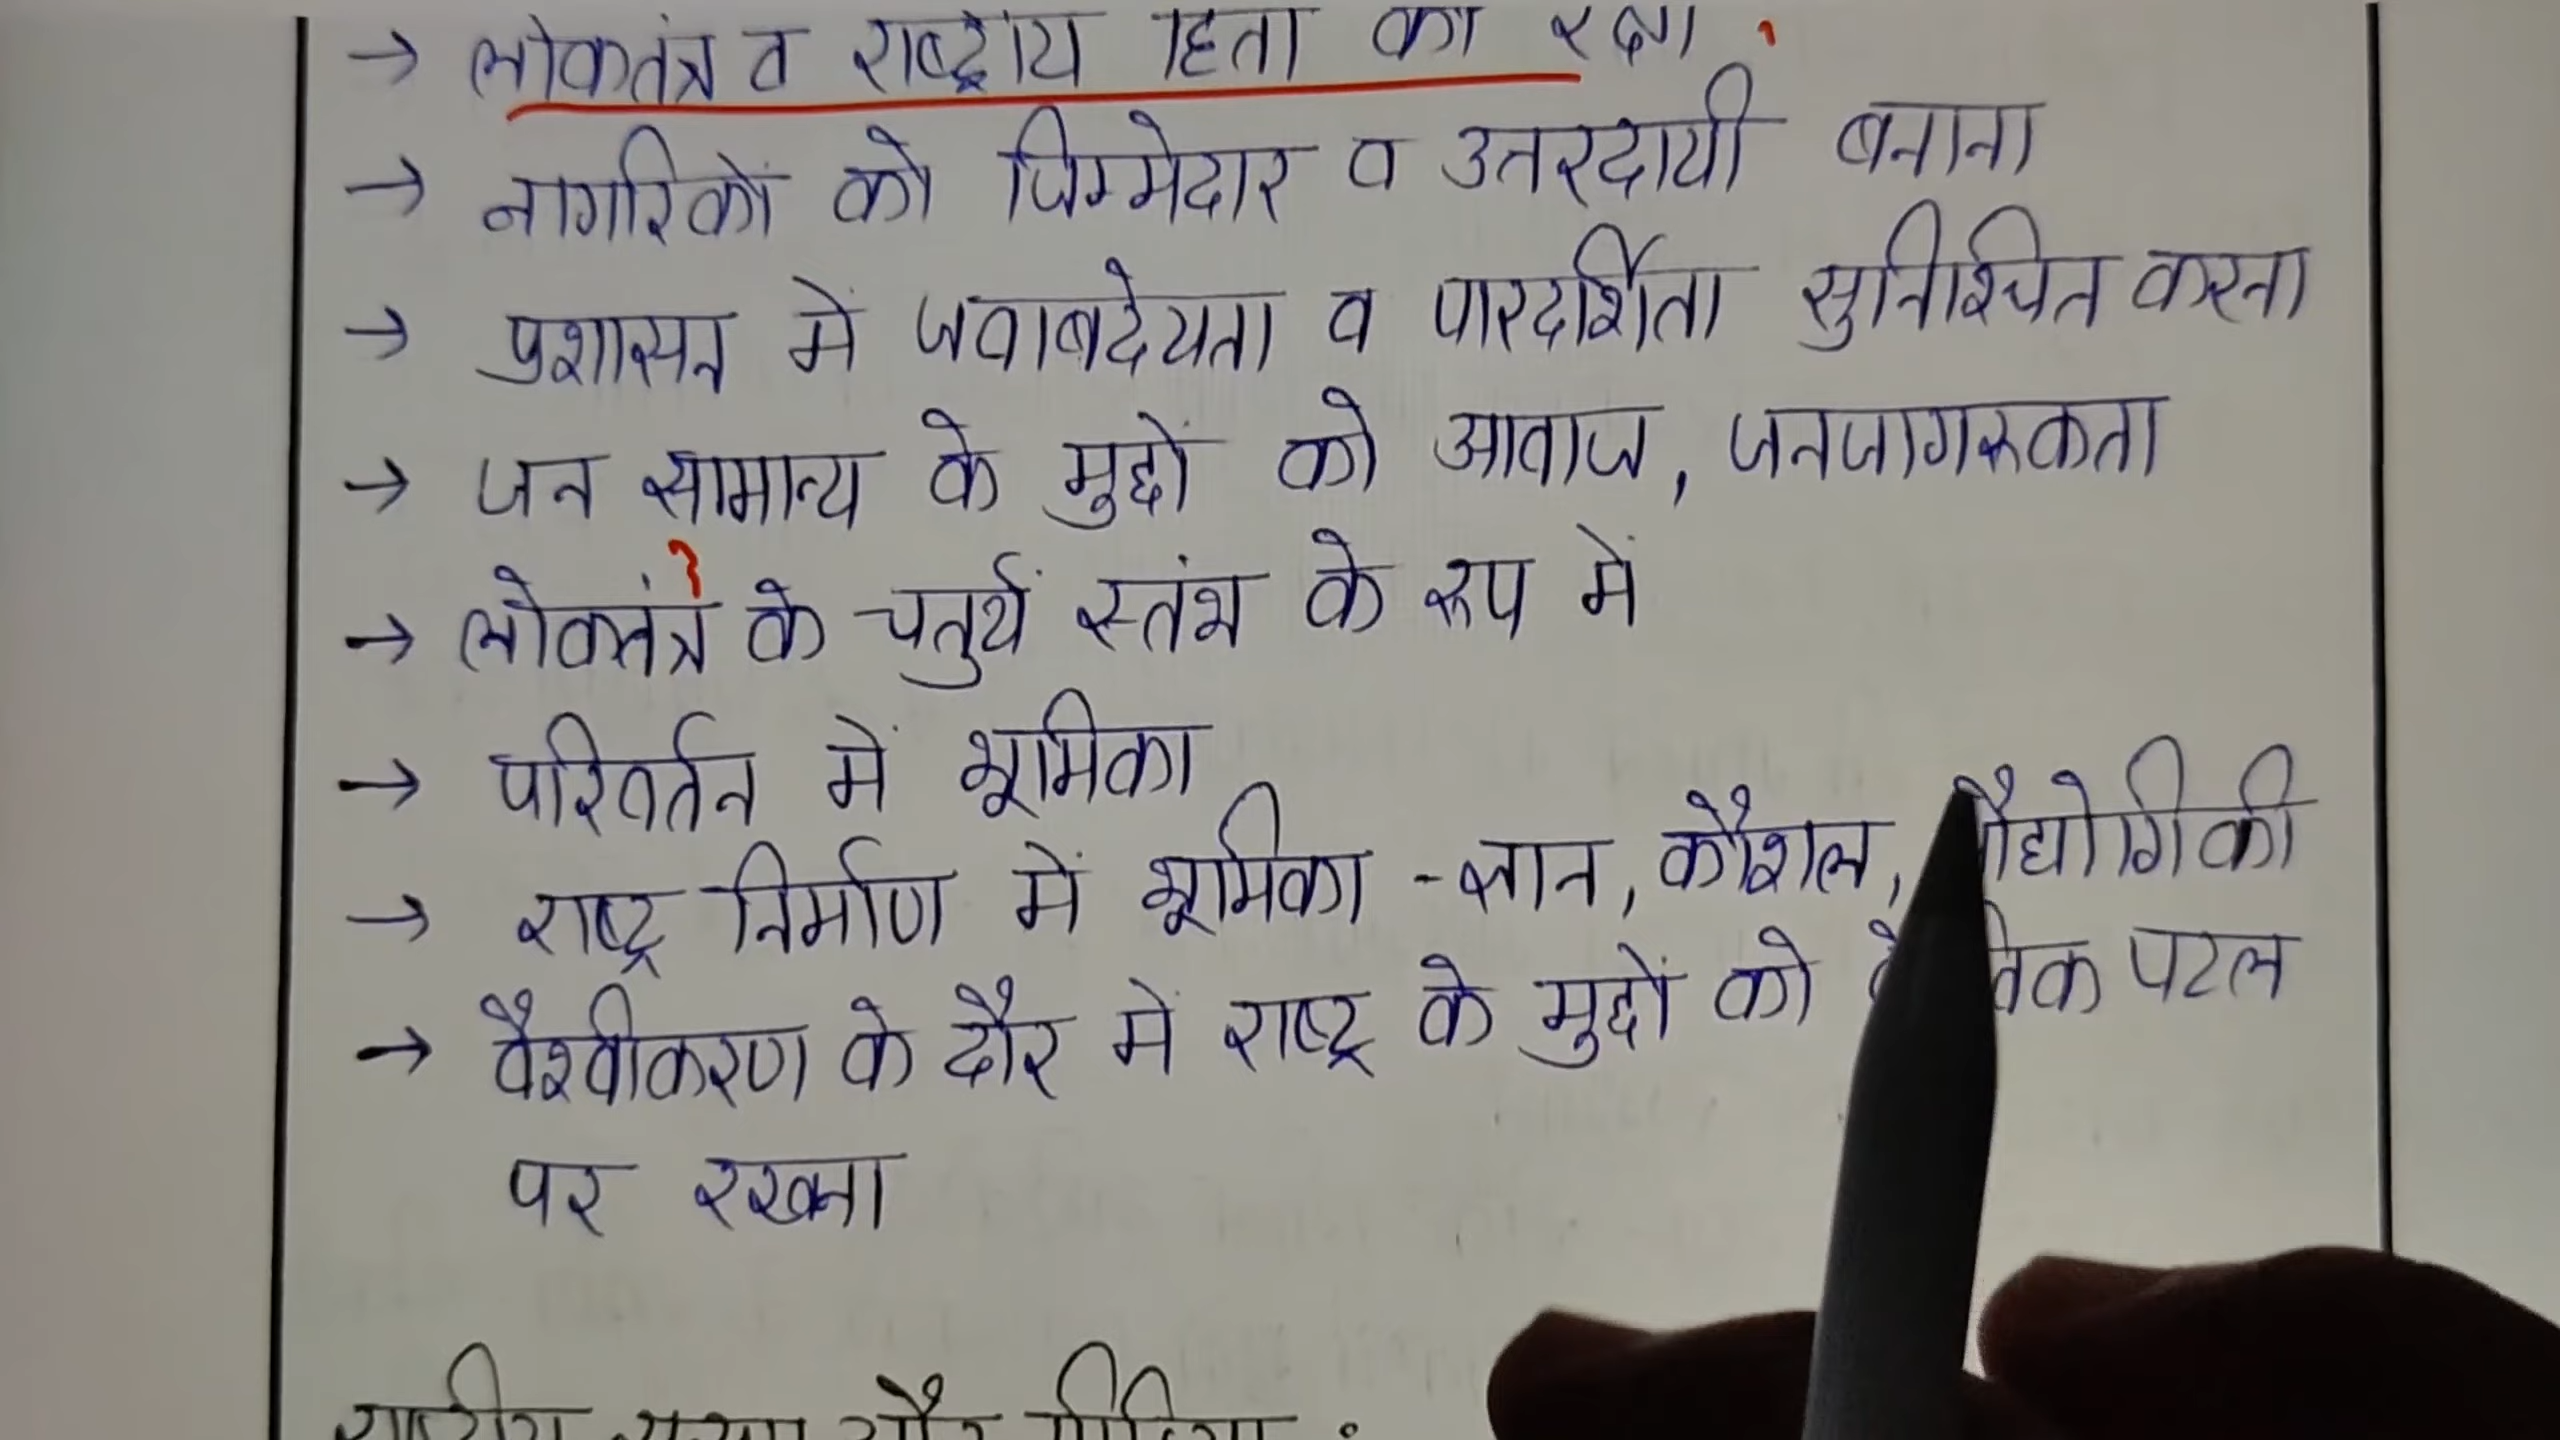 → लोकतंत्र व राष्ट्रीय हितों की रक्षा
→ नागरिकों को जिम्मेदार व उत्तरदायी बनाना
→ प्रशासन में जवाबदेयता व पारदर्शिता सुनिश्चित करना
→ जन सामान्य के मुद्दों को आवाज, जनजागरूकता
→ लोकतंत्र के चतुर्थ स्तंभ के रूप में
→ परिवर्तन में भूमिका
→ राष्ट्र निर्माण में भूमिका - ज्ञान, कौशल,
→ वैश्वीकरण के दौर में राष्ट्र के मुद्दों को पटल
पर रखना